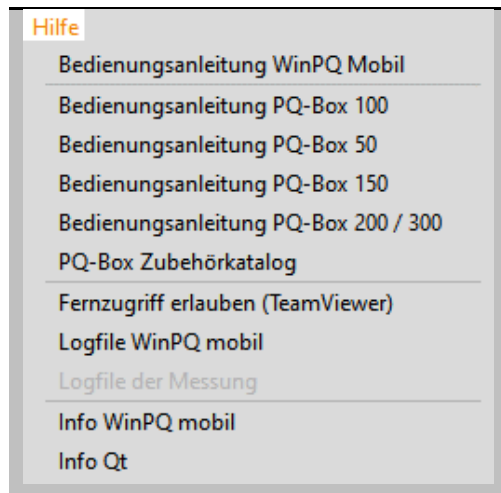 Hilfe
Bedienungsanleitung WinPQ Mobil
Bedienungsanleitung PQ-Box 100
Bedienungsanleitung PQ-Box 50
Bedienungsanleitung PQ-Box 150
Bedienungsanleitung PQ-Box 200 / 300
PQ-Box Zubehörkatalog
Fernzugriff erlauben (TeamViewer)
Logfile WinPQ mobil
Logfile der Messung
Info WinPQ mobil
Info Qt